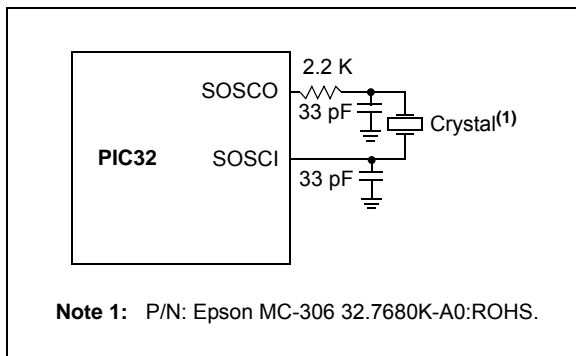 2.2 K
SOSCO
33 pF
Crystal(1)
PIC32
SOSCI
33 pF
Note 1: P/N: Epson MC-306 32.7680K-A0:ROHS.